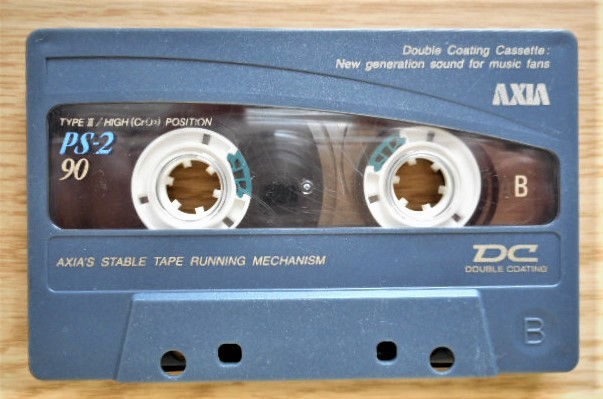 Double Coating Cassette:
New generation sound for music fans
AXIA
TYPE II / HIGH (CrO₂) POSITION
PS-2
90
B
AXIA'S STABLE TAPE RUNNING MECHANISM
DC
DOUBLE COATING
B